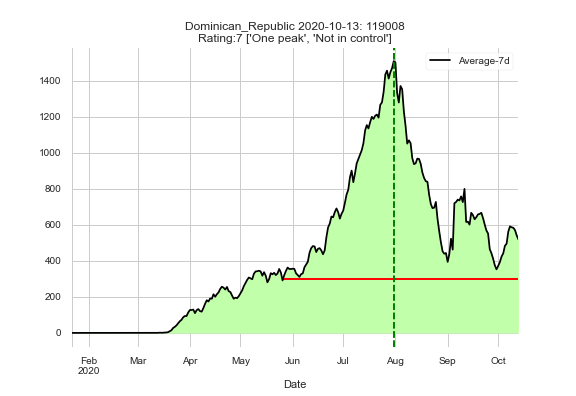 Dominican_Republic 2020-10-13: 119008
Rating:7 ['One peak', 'Not in control']
Average-7d
1400
1200
1000
800
600
400
200
0
Feb Mar Apr May Jun Jul Aug Sep Oct
2020
Date